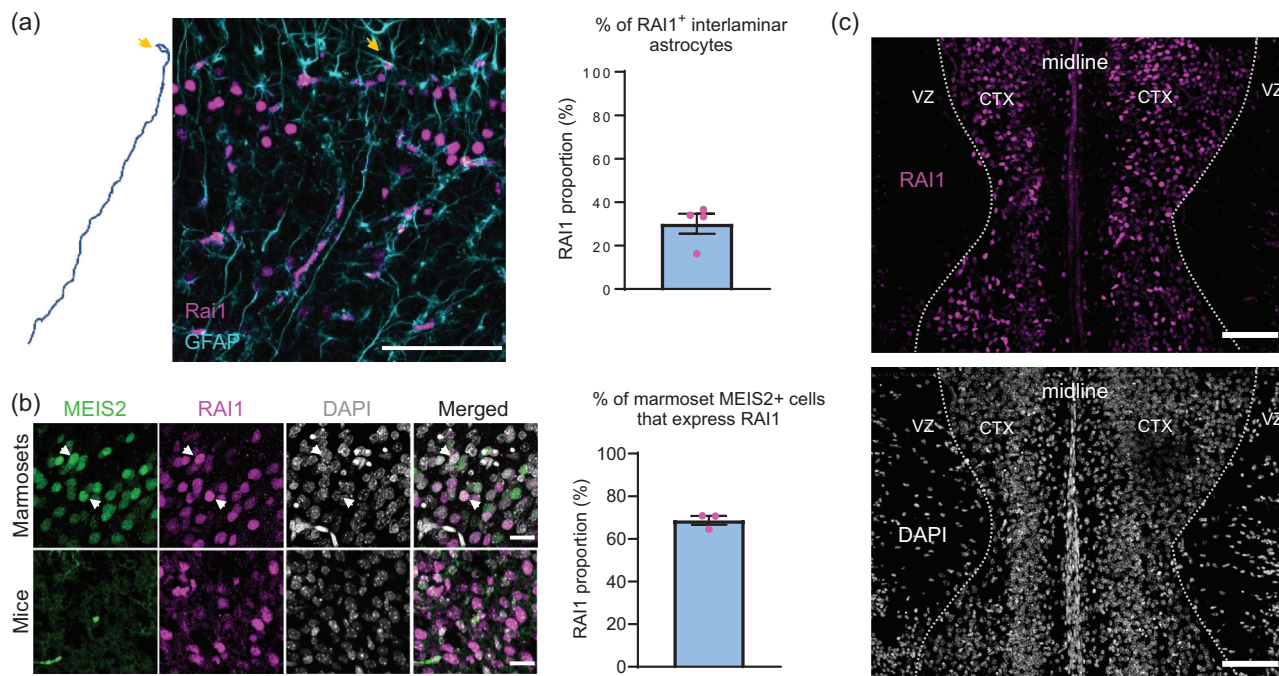 (a)
Rai1
GFAP
% of RAI1⁺ interlaminar
astrocytes
RAI1 proportion (%)
100
80
60
40
20
0
(b)
MEIS2
RAI1
DAPI
Merged
Marmosets
Mice
% of marmoset MEIS2+ cells
that express RAI1
RAI1 proportion (%)
100
80
60
40
20
0
(c)
midline
VZ
CTX
CTX
VZ
RAI1
midline
VZ
CTX
CTX
VZ
DAPI